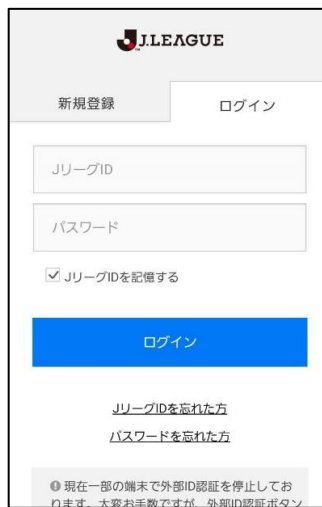 J.LEAGUE
新規登録 ログイン
JリーグID
パスワード
JリーグIDを記憶する
ログイン
JリーグIDを忘れた方
パスワードを忘れた方
現在一部の端末で外部ID認証を停止してお
ります。大変お手数ですが、外部ID認証ボタン